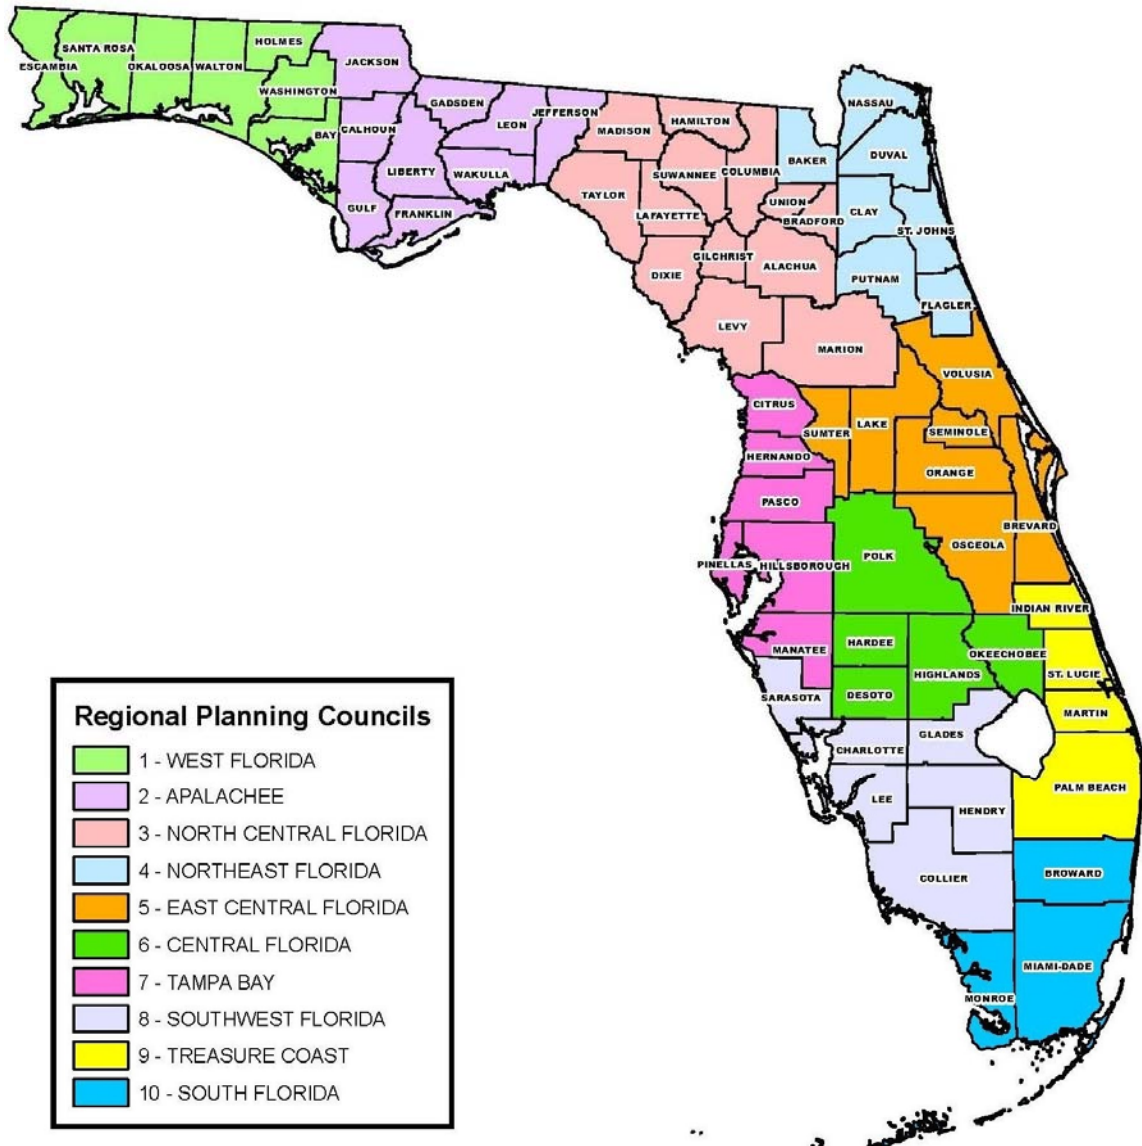 HOLMES
SANTA ROSA
JACKSON
ESCAMBIA
OKALOOSA
WALTON
WASHINGTON
GADSDEN
JEFFERSON
NASSAU
BAY
CALHOUN
LEON
MADISON
HAMILTON
DUVAL
LIBERTY
WAKULLA
SUWANNEE
COLUMBIA
BAKER
TAYLOR
GULF
FRANKLIN
LAFAYETTE
UNION
BRADFORD
CLAY
ST. JOHNS
GILCHRIST
ALACHUA
DIXIE
PUTNAM
FLAGLER
LEVY
MARION
VOLUSIA
CITRUS
SUMTER
LAKE
SEMINOLE
HERNANDO
ORANGE
PASCO
BREVARD
OSCEOLA
POLK
PINELLAS
HILLSBOROUGH
INDIAN RIVER
MANATEE
HARDEE
OKEECHOBEE
HIGHLANDS
ST. LUCIE
SARASOTA
DESOTO
MARTIN
GLADES
CHARLOTTE
PALM BEACH
LEE
HENDRY
COLLIER
BROWARD
MIAMI-DADE
MONROE
Regional Planning Councils
1 - WEST FLORIDA
2 - APALACHEE
3 - NORTH CENTRAL FLORIDA
4 - NORTHEAST FLORIDA
5 - EAST CENTRAL FLORIDA
6 - CENTRAL FLORIDA
7 - TAMPA BAY
8 - SOUTHWEST FLORIDA
9 - TREASURE COAST
10 - SOUTH FLORIDA